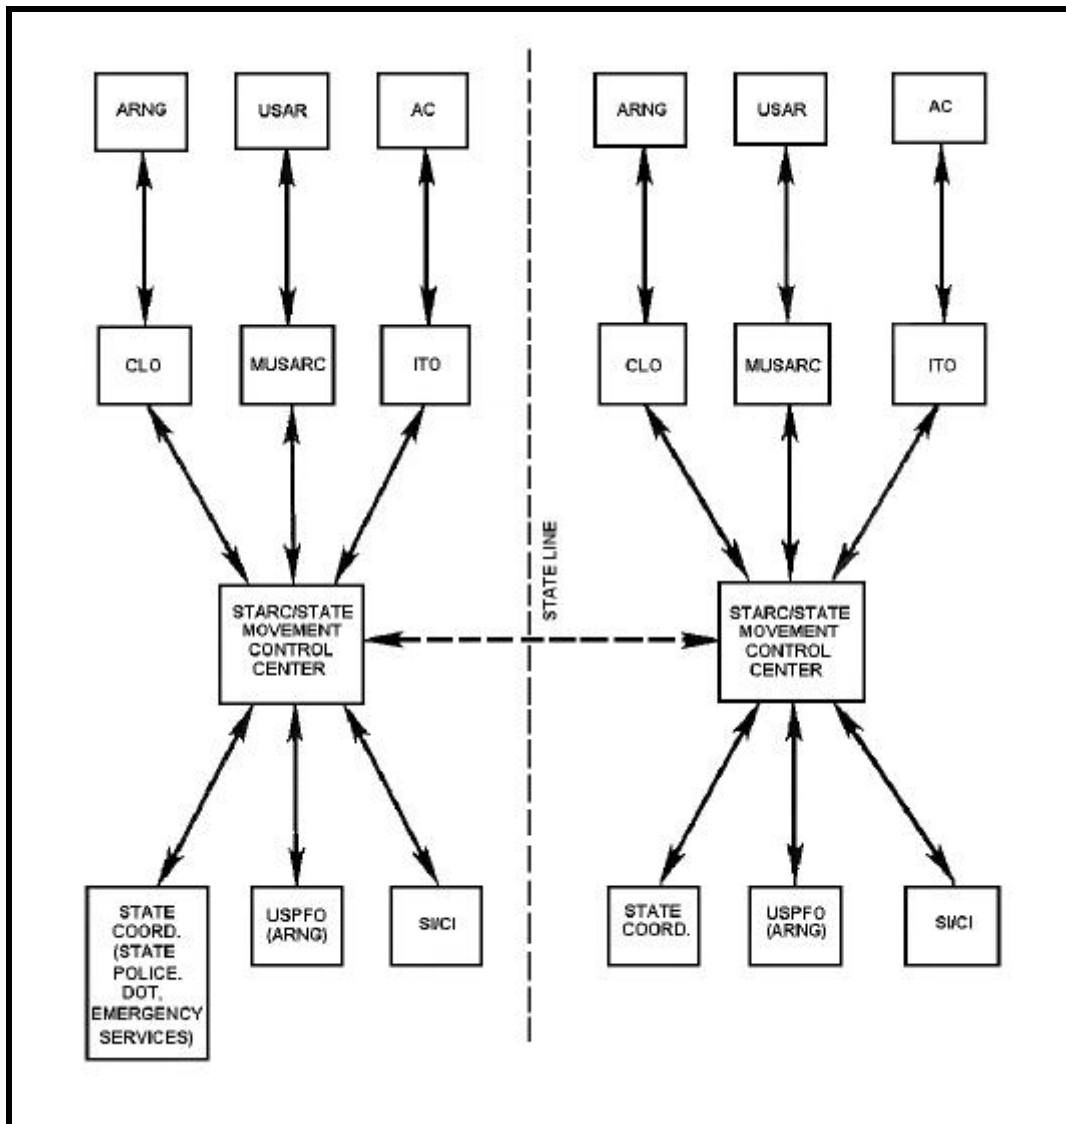 ARNG
USAR
AC
ARNG
USAR
AC
CLO
MUSARC
ITO
CLO
MUSARC
ITO
STATE LINE
STARC/STATE
MOVEMENT
CONTROL
CENTER
STARC/STATE
MOVEMENT
CONTROL
CENTER
STATE
COORD.
(STATE
POLICE.
DOT,
EMERGENCY
SERVICES)
USPFO
(ARNG)
SI/CI
STATE
COORD.
USPFO
(ARNG)
SI/CI